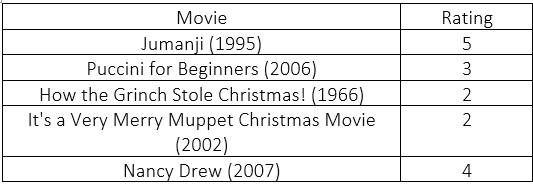 Movie Rating
Jumanji (1995) 5
Puccini for Beginners (2006) 3
How the Grinch Stole Christmas! (1966) 2
It's a Very Merry Muppet Christmas Movie 2
(2002)
Nancy Drew (2007) 4